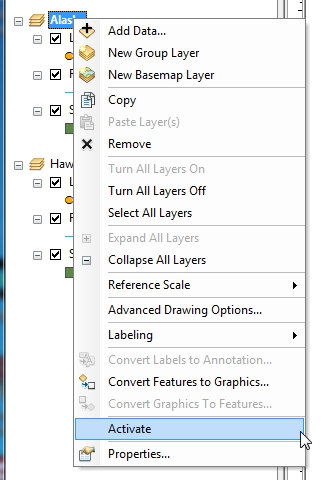 Alas
Add Data...
New Group Layer
New Basemap Layer
Copy
Paste Layer(s)
Remove
Turn All Layers On
Turn All Layers Off
Select All Layers
Expand All Layers
Collapse All Layers
Reference Scale
Advanced Drawing Options...
Labeling
Convert Labels to Annotation...
Convert Features to Graphics...
Convert Graphics To Features...
Activate
Properties...
L
F
S
Haw
L
F
S